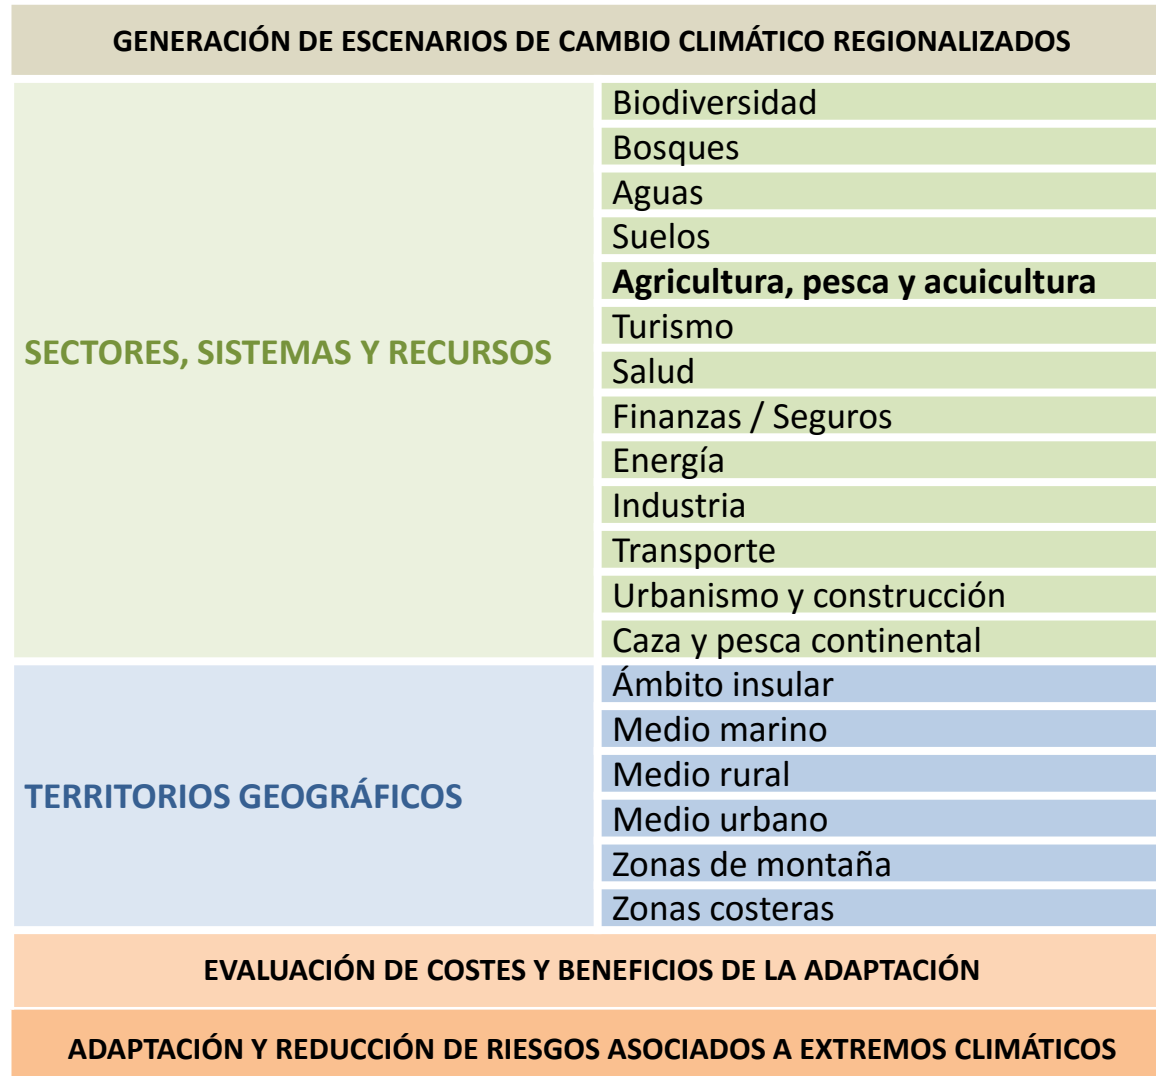 GENERACIÓN DE ESCENARIOS DE CAMBIO CLIMÁTICO REGIONALIZADOS
SECTORES, SISTEMAS Y RECURSOS
Biodiversidad
Bosques
Aguas
Suelos
Agricultura, pesca y acuicultura
Turismo
Salud
Finanzas / Seguros
Energía
Industria
Transporte
Urbanismo y construcción
Caza y pesca continental
TERRITORIOS GEOGRÁFICOS
Ámbito insular
Medio marino
Medio rural
Medio urbano
Zonas de montaña
Zonas costeras
EVALUACIÓN DE COSTES Y BENEFICIOS DE LA ADAPTACIÓN
ADAPTACIÓN Y REDUCCIÓN DE RIESGOS ASOCIADOS A EXTREMOS CLIMÁTICOS